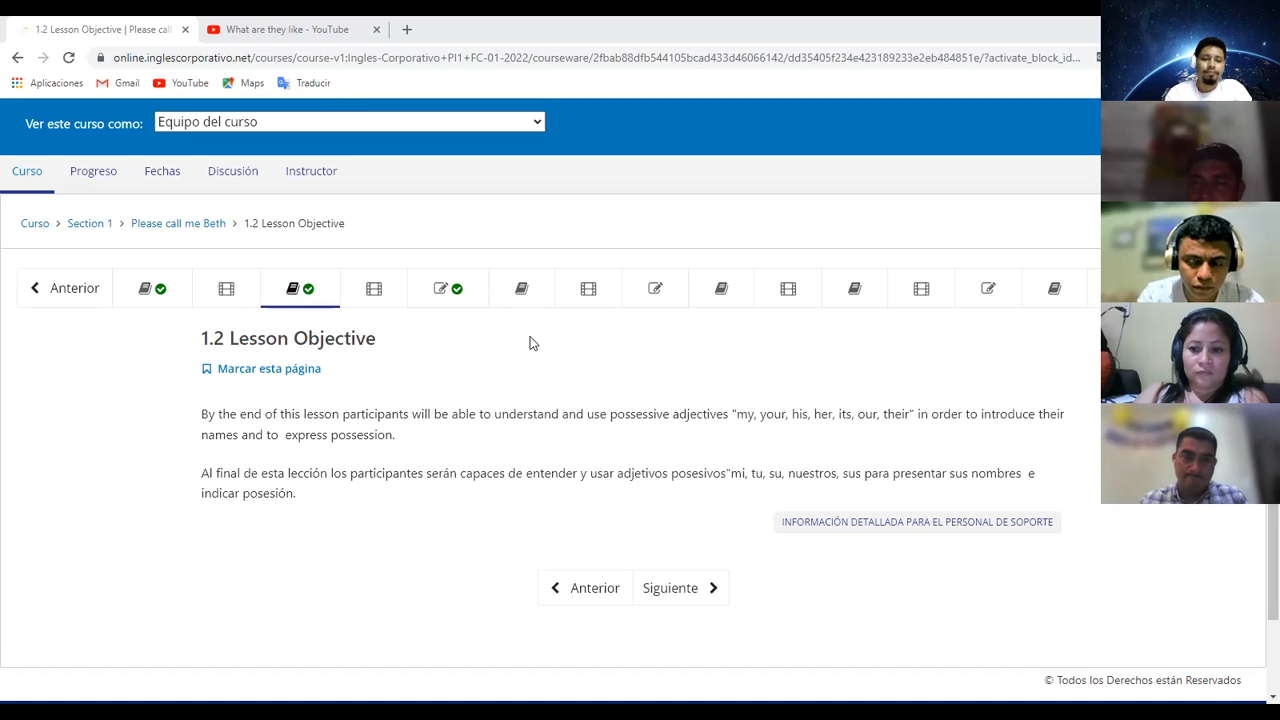 1.2 Lesson Objective | Please cal
What are they like - YouTube
online.inglescorporativo.net/courses/course-v1:Ingles-Corporativo+PI1+FC-01-2022/courseware/2fbab88dfb544105bcad433d46066142/dd35405f234e423189233e2eb484851e/?activate_block_id...
Aplicaciones Gmail YouTube Maps Traducir
Ver este curso como: Equipo del curso
Curso Progreso Fechas Discusión Instructor
Curso > Section 1 > Please call me Beth > 1.2 Lesson Objective
Anterior
1.2 Lesson Objective
Marcar esta página
By the end of this lesson participants will be able to understand and use possessive adjectives "my, your, his, her, its, our, their" in order to introduce their
names and to express possession.
Al final de esta lección los participantes serán capaces de entender y usar adjetivos posesivos"mi, tu, su, nuestros, sus para presentar sus nombres e
indicar posesión.
INFORMACIÓN DETALLADA PARA EL PERSONAL DE SOPORTE
Anterior Siguiente
© Todos los Derechos están Reservados